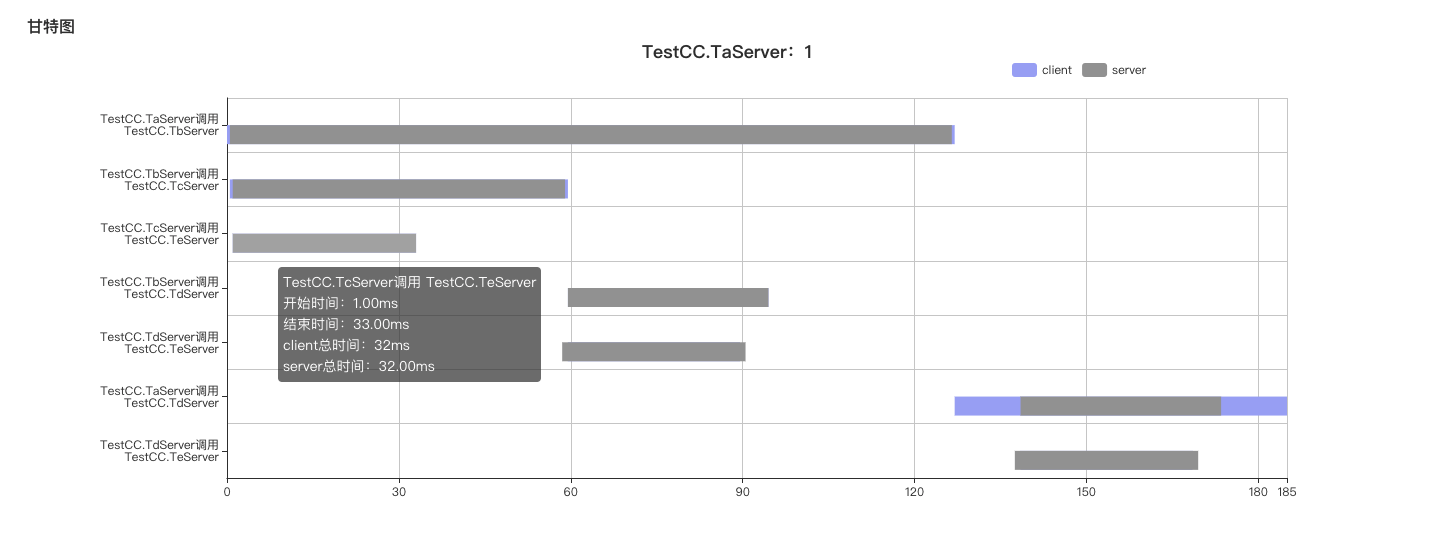 甘特图
TestCC.TaServer：1
client
server
TestCC.TaServer调用
TestCC.TbServer
TestCC.TbServer调用
TestCC.TcServer
TestCC.TcServer调用
TestCC.TeServer
TestCC.TbServer调用
TestCC.TdServer
TestCC.TdServer调用
TestCC.TeServer
TestCC.TaServer调用
TestCC.TdServer
TestCC.TdServer调用
TestCC.TeServer
TestCC.TcServer调用 TestCC.TeServer
开始时间：1.00ms
结束时间：33.00ms
client总时间：32ms
server总时间：32.00ms
0 30 60 90 120 150 180 185